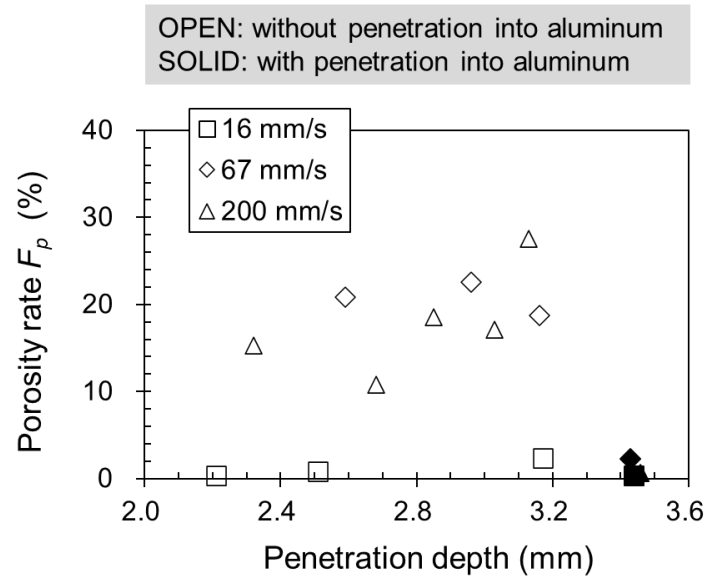 OPEN: without penetration into aluminum
SOLID: with penetration into aluminum
16 mm/s
67 mm/s
200 mm/s
Porosity rate Fp (%)
40
30
20
10
0
2.0 2.4 2.8 3.2 3.6
Penetration depth (mm)